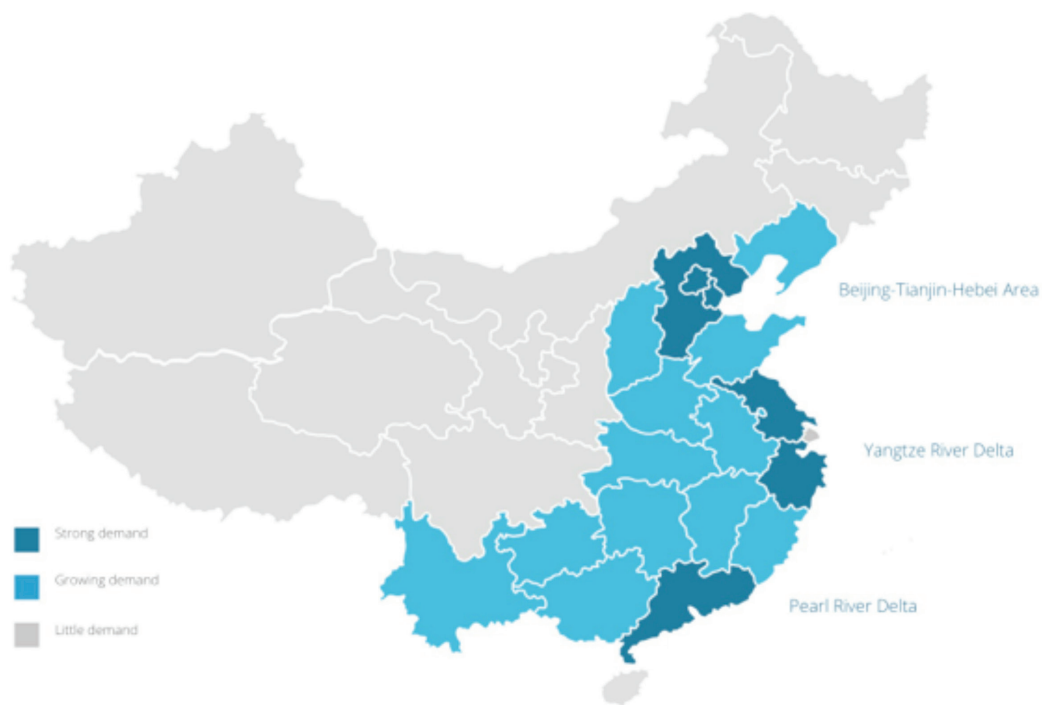 Beijing-Tianjin-Hebei Area
Yangtze River Delta
Strong demand
Growing demand
Pearl River Delta
Little demand